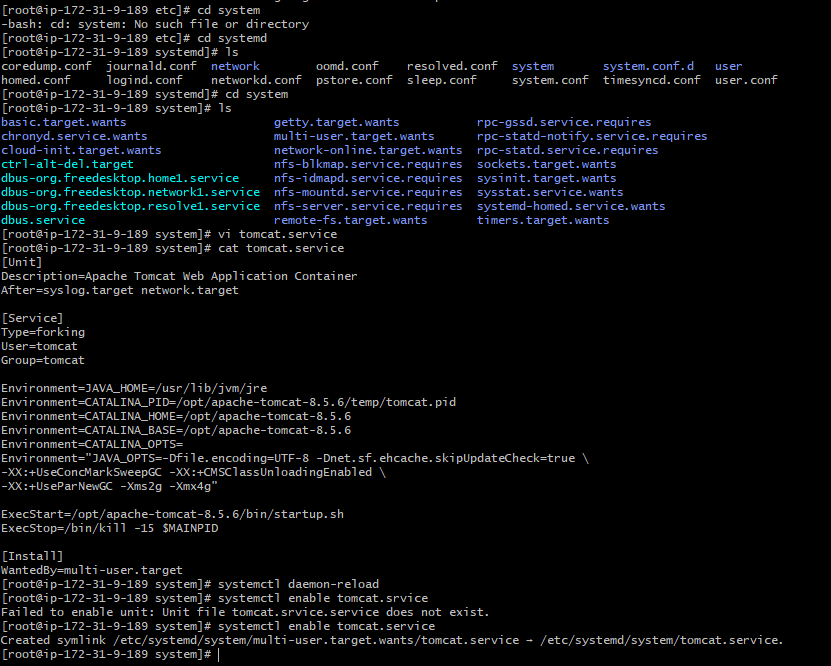 [root@ip-172-31-9-189 etc]# cd system
-bash: cd: system: No such file or directory
[root@ip-172-31-9-189 etc]# cd systemd
[root@ip-172-31-9-189 systemd]# ls
coredump.conf  journald.conf  network        oomd.conf    resolved.conf  system       system.conf.d   user
homed.conf     logind.conf    networkd.conf  pstore.conf  sleep.conf     system.conf  timesyncd.conf  user.conf
[root@ip-172-31-9-189 systemd]# cd system
[root@ip-172-31-9-189 system]# ls
basic.target.wants                     getty.target.wants           rpc-gssd.service.requires
chronyd.service.wants                  multi-user.target.wants      rpc-statd-notify.service.requires
cloud-init.target.wants                network-online.target.wants  rpc-statd.service.requires
ctrl-alt-del.target                    nfs-blkmap.service.requires  sockets.target.wants
dbus-org.freedesktop.home1.service     nfs-idmapd.service.requires  sysinit.target.wants
dbus-org.freedesktop.network1.service  nfs-mountd.service.requires  sysstat.service.wants
dbus-org.freedesktop.resolve1.service  nfs-server.service.requires  systemd-homed.service.wants
dbus.service                           remote-fs.target.wants       timers.target.wants
[root@ip-172-31-9-189 system]# vi tomcat.service
[root@ip-172-31-9-189 system]# cat tomcat.service
[Unit]
Description=Apache Tomcat Web Application Container
After=syslog.target network.target
[Service]
Type=forking
User=tomcat
Group=tomcat
Environment=JAVA_HOME=/usr/lib/jvm/jre
Environment=CATALINA_PID=/opt/apache-tomcat-8.5.6/temp/tomcat.pid
Environment=CATALINA_HOME=/opt/apache-tomcat-8.5.6
Environment=CATALINA_BASE=/opt/apache-tomcat-8.5.6
Environment=CATALINA_OPTS=
Environment="JAVA_OPTS=-Dfile.encoding=UTF-8 -Dnet.sf.ehcache.skipUpdateCheck=true \
-XX:+UseConcMarkSweepGC -XX:+CMSClassUnloadingEnabled \
-XX:+UseParNewGC -Xms2g -Xmx4g"
ExecStart=/opt/apache-tomcat-8.5.6/bin/startup.sh
ExecStop=/bin/kill -15 $MAINPID
[Install]
WantedBy=multi-user.target
[root@ip-172-31-9-189 system]# systemctl daemon-reload
[root@ip-172-31-9-189 system]# systemctl enable tomcat.srvice
Failed to enable unit: Unit file tomcat.srvice.service does not exist.
[root@ip-172-31-9-189 system]# systemctl enable tomcat.service
Created symlink /etc/systemd/system/multi-user.target.wants/tomcat.service → /etc/systemd/system/tomcat.service.
[root@ip-172-31-9-189 system]#